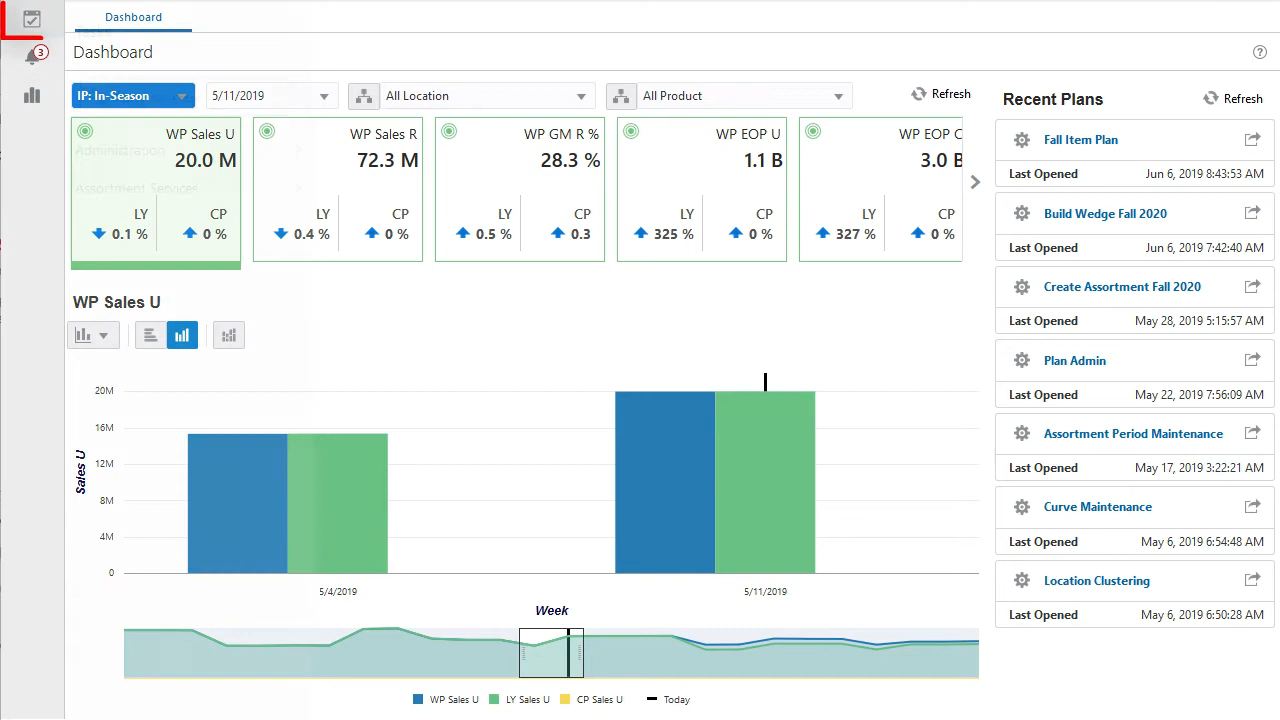 Dashboard
3
Dashboard
IP: In-Season
5/11/2019
All Location
All Product
Refresh
Administration
Assortment Services
WP Sales U
20.0 M
LY
CP
0.1 %
0 %
WP Sales R
72.3 M
LY
CP
0.4 %
0 %
WP GM R %
28.3 %
LY
CP
0.5 %
0.3
WP EOP U
1.1 B
LY
CP
325 %
0 %
WP EOP C
3.0 B
LY
CP
327 %
0 %
WP Sales U
Sales U
20M
16M
12M
8M
4M
0
5/4/2019
5/11/2019
Week
WP Sales U
LY Sales U
CP Sales U
Today
Recent Plans
Refresh
Fall Item Plan
Last Opened Jun 6, 2019 8:43:53 AM
Build Wedge Fall 2020
Last Opened Jun 6, 2019 7:42:40 AM
Create Assortment Fall 2020
Last Opened May 28, 2019 5:15:57 AM
Plan Admin
Last Opened May 22, 2019 7:56:09 AM
Assortment Period Maintenance
Last Opened May 17, 2019 3:22:21 AM
Curve Maintenance
Last Opened May 6, 2019 6:54:48 AM
Location Clustering
Last Opened May 6, 2019 6:50:28 AM